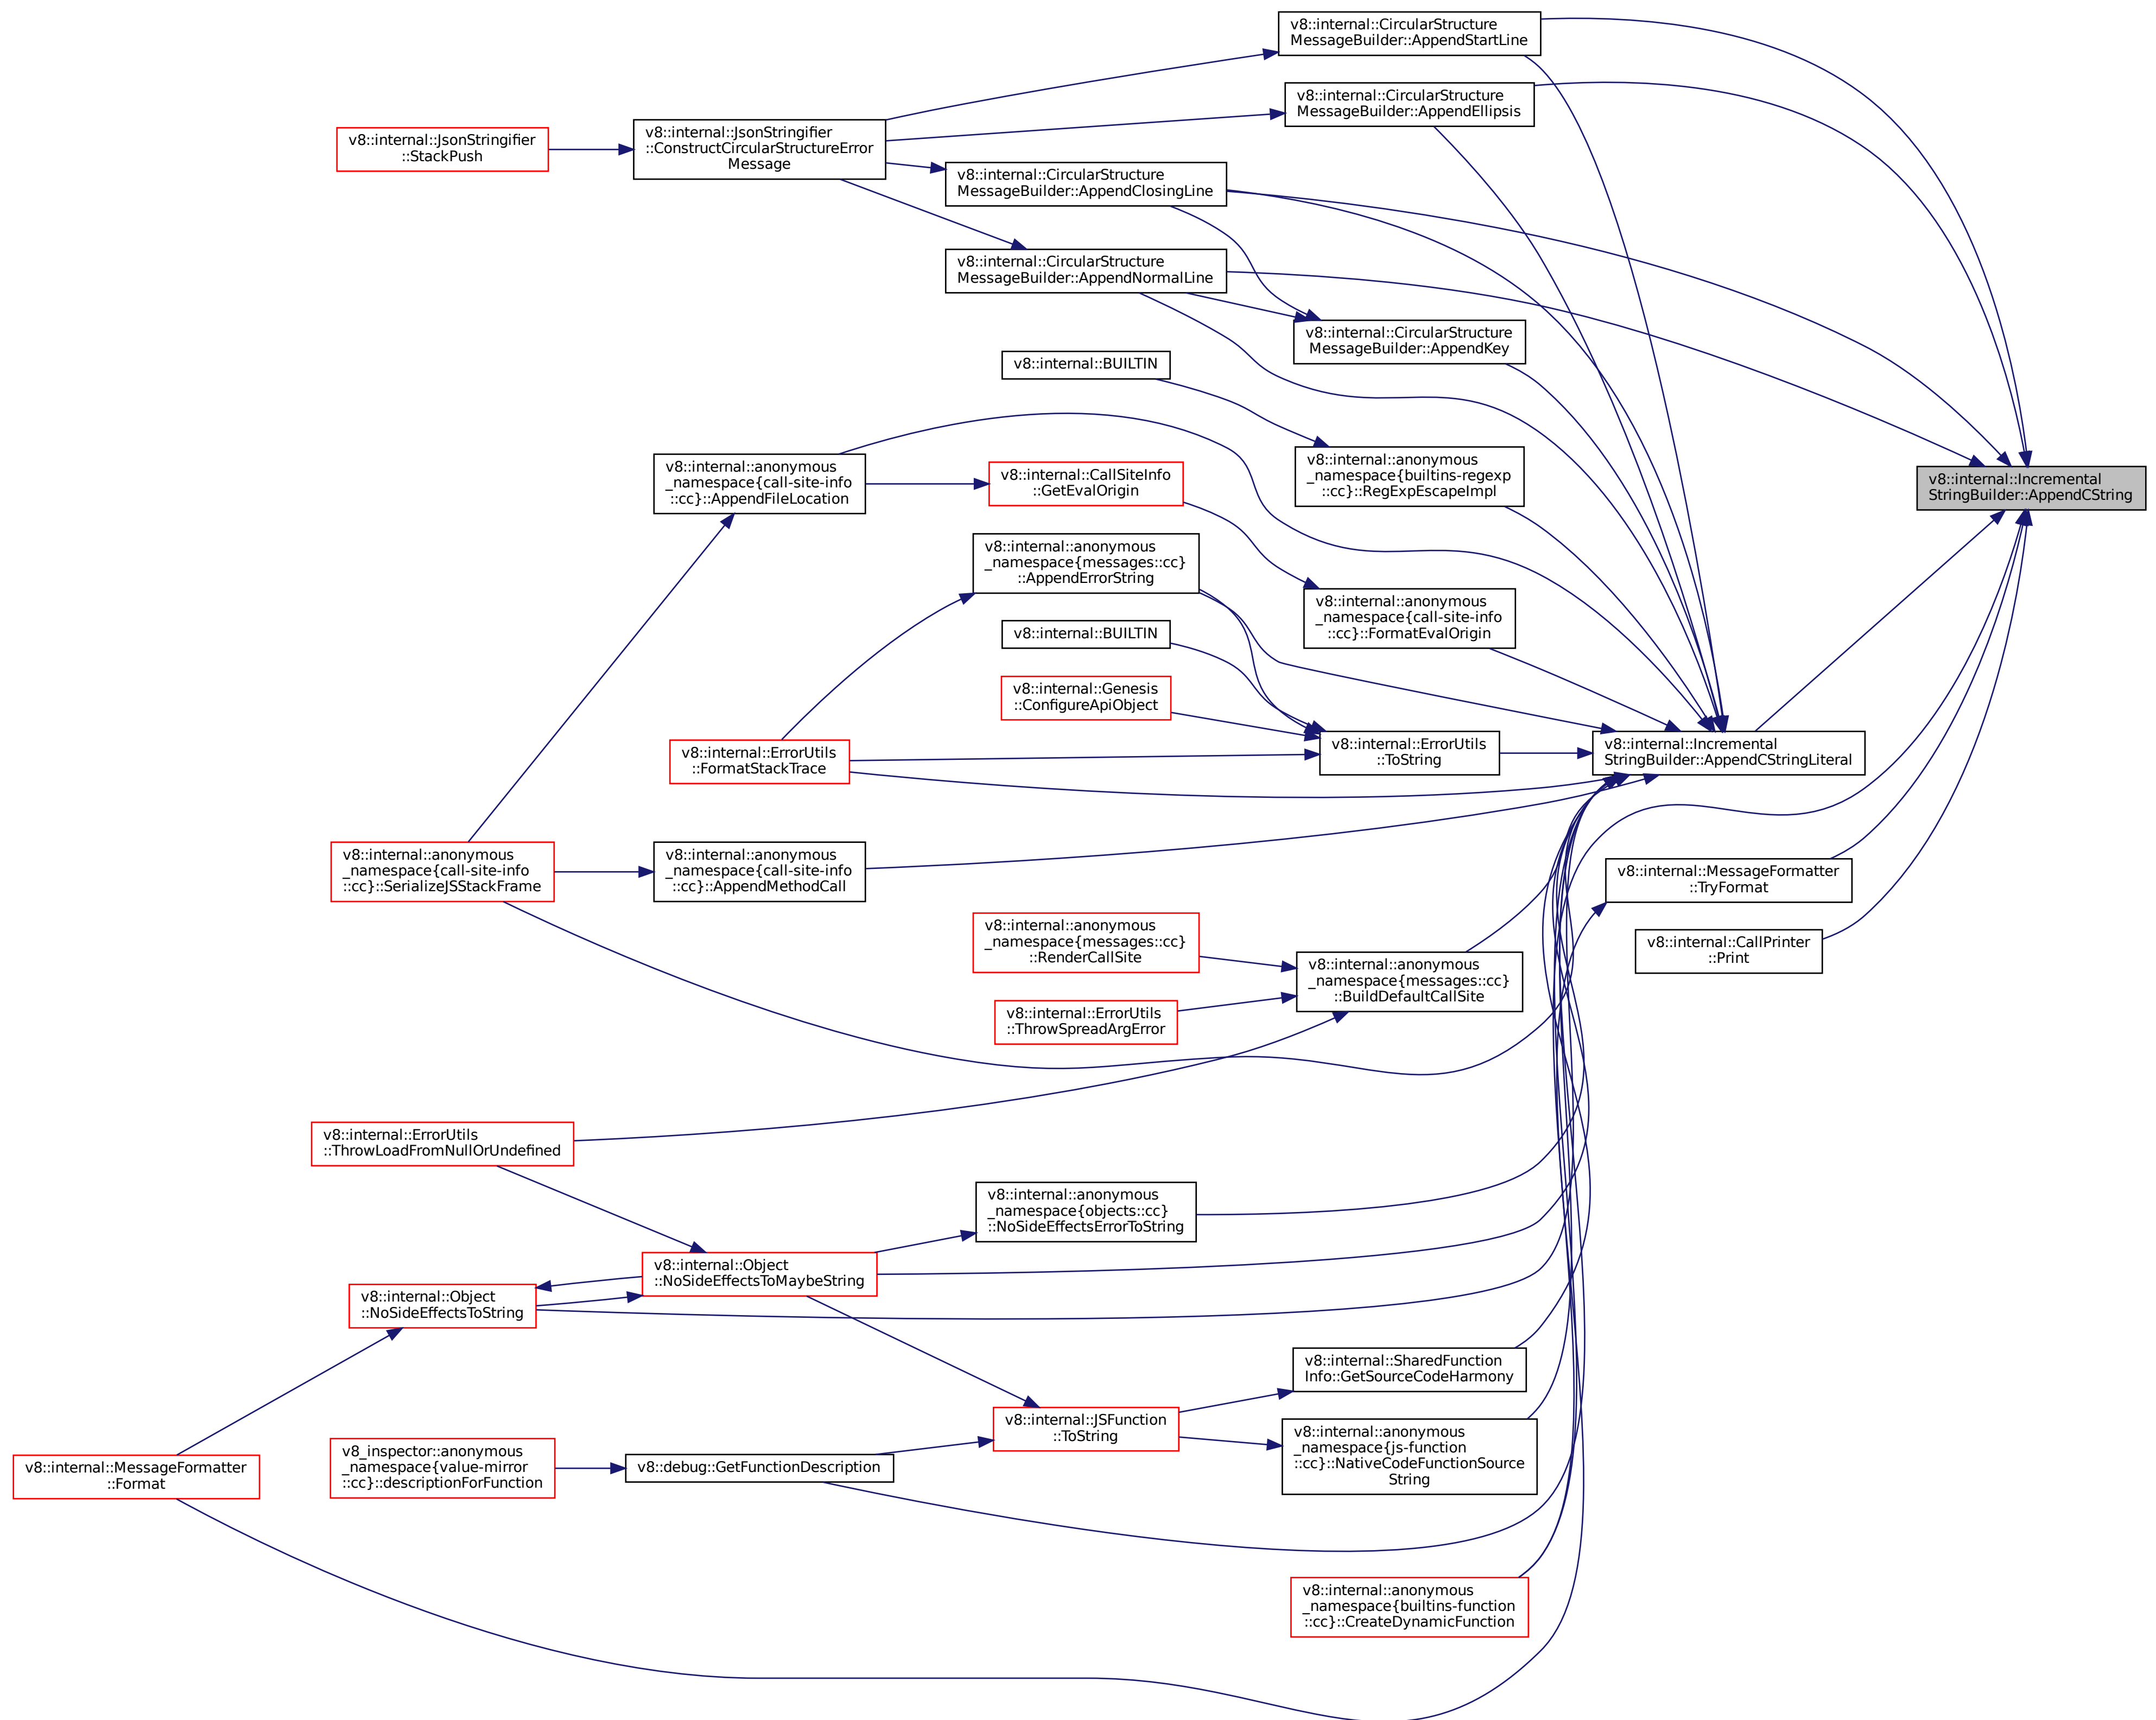 v8::internal::CircularStructure
MessageBuilder::AppendStartLine
v8::internal::CircularStructure
MessageBuilder::AppendEllipsis
v8::internal::JsonStringifier
::StackPush
v8::internal::JsonStringifier
::ConstructCircularStructureError
Message
v8::internal::CircularStructure
MessageBuilder::AppendClosingLine
v8::internal::CircularStructure
MessageBuilder::AppendNormalLine
v8::internal::CircularStructure
MessageBuilder::AppendKey
v8::internal::BUILTIN
v8::internal::anonymous
_namespace{call-site-info
::cc}::AppendFileLocation
v8::internal::CallSiteInfo
::GetEvalOrigin
v8::internal::anonymous
_namespace{builtins-regexp
::cc}::RegExpEscapeImpl
v8::internal::Incremental
StringBuilder::AppendCString
v8::internal::anonymous
_namespace{messages::cc}
::AppendErrorString
v8::internal::anonymous
_namespace{call-site-info
::cc}::FormatEvalOrigin
v8::internal::BUILTIN
v8::internal::Genesis
::ConfigureApiObject
v8::internal::ErrorUtils
::FormatStackTrace
v8::internal::ErrorUtils
::ToString
v8::internal::Incremental
StringBuilder::AppendCStringLiteral
v8::internal::anonymous
_namespace{call-site-info
::cc}::SerializeJSStackFrame
v8::internal::anonymous
_namespace{call-site-info
::cc}::AppendMethodCall
v8::internal::MessageFormatter
::TryFormat
v8::internal::anonymous
_namespace{messages::cc}
::RenderCallSite
v8::internal::CallPrinter
::Print
v8::internal::anonymous
_namespace{messages::cc}
::BuildDefaultCallSite
v8::internal::ErrorUtils
::ThrowSpreadArgError
v8::internal::ErrorUtils
::ThrowLoadFromNullOrUndefined
v8::internal::anonymous
_namespace{objects::cc}
::NoSideEffectsErrorToString
v8::internal::Object
::NoSideEffectsToMaybeString
v8::internal::Object
::NoSideEffectsToString
v8::internal::SharedFunction
Info::GetSourceCodeHarmony
v8::internal::JSFunction
::ToString
v8::internal::anonymous
_namespace{js-function
::cc}::NativeCodeFunctionSource
String
v8::internal::MessageFormatter
::Format
v8_inspector::anonymous
_namespace{value-mirror
::cc}::descriptionForFunction
v8::debug::GetFunctionDescription
v8::internal::anonymous
_namespace{builtins-function
::cc}::CreateDynamicFunction